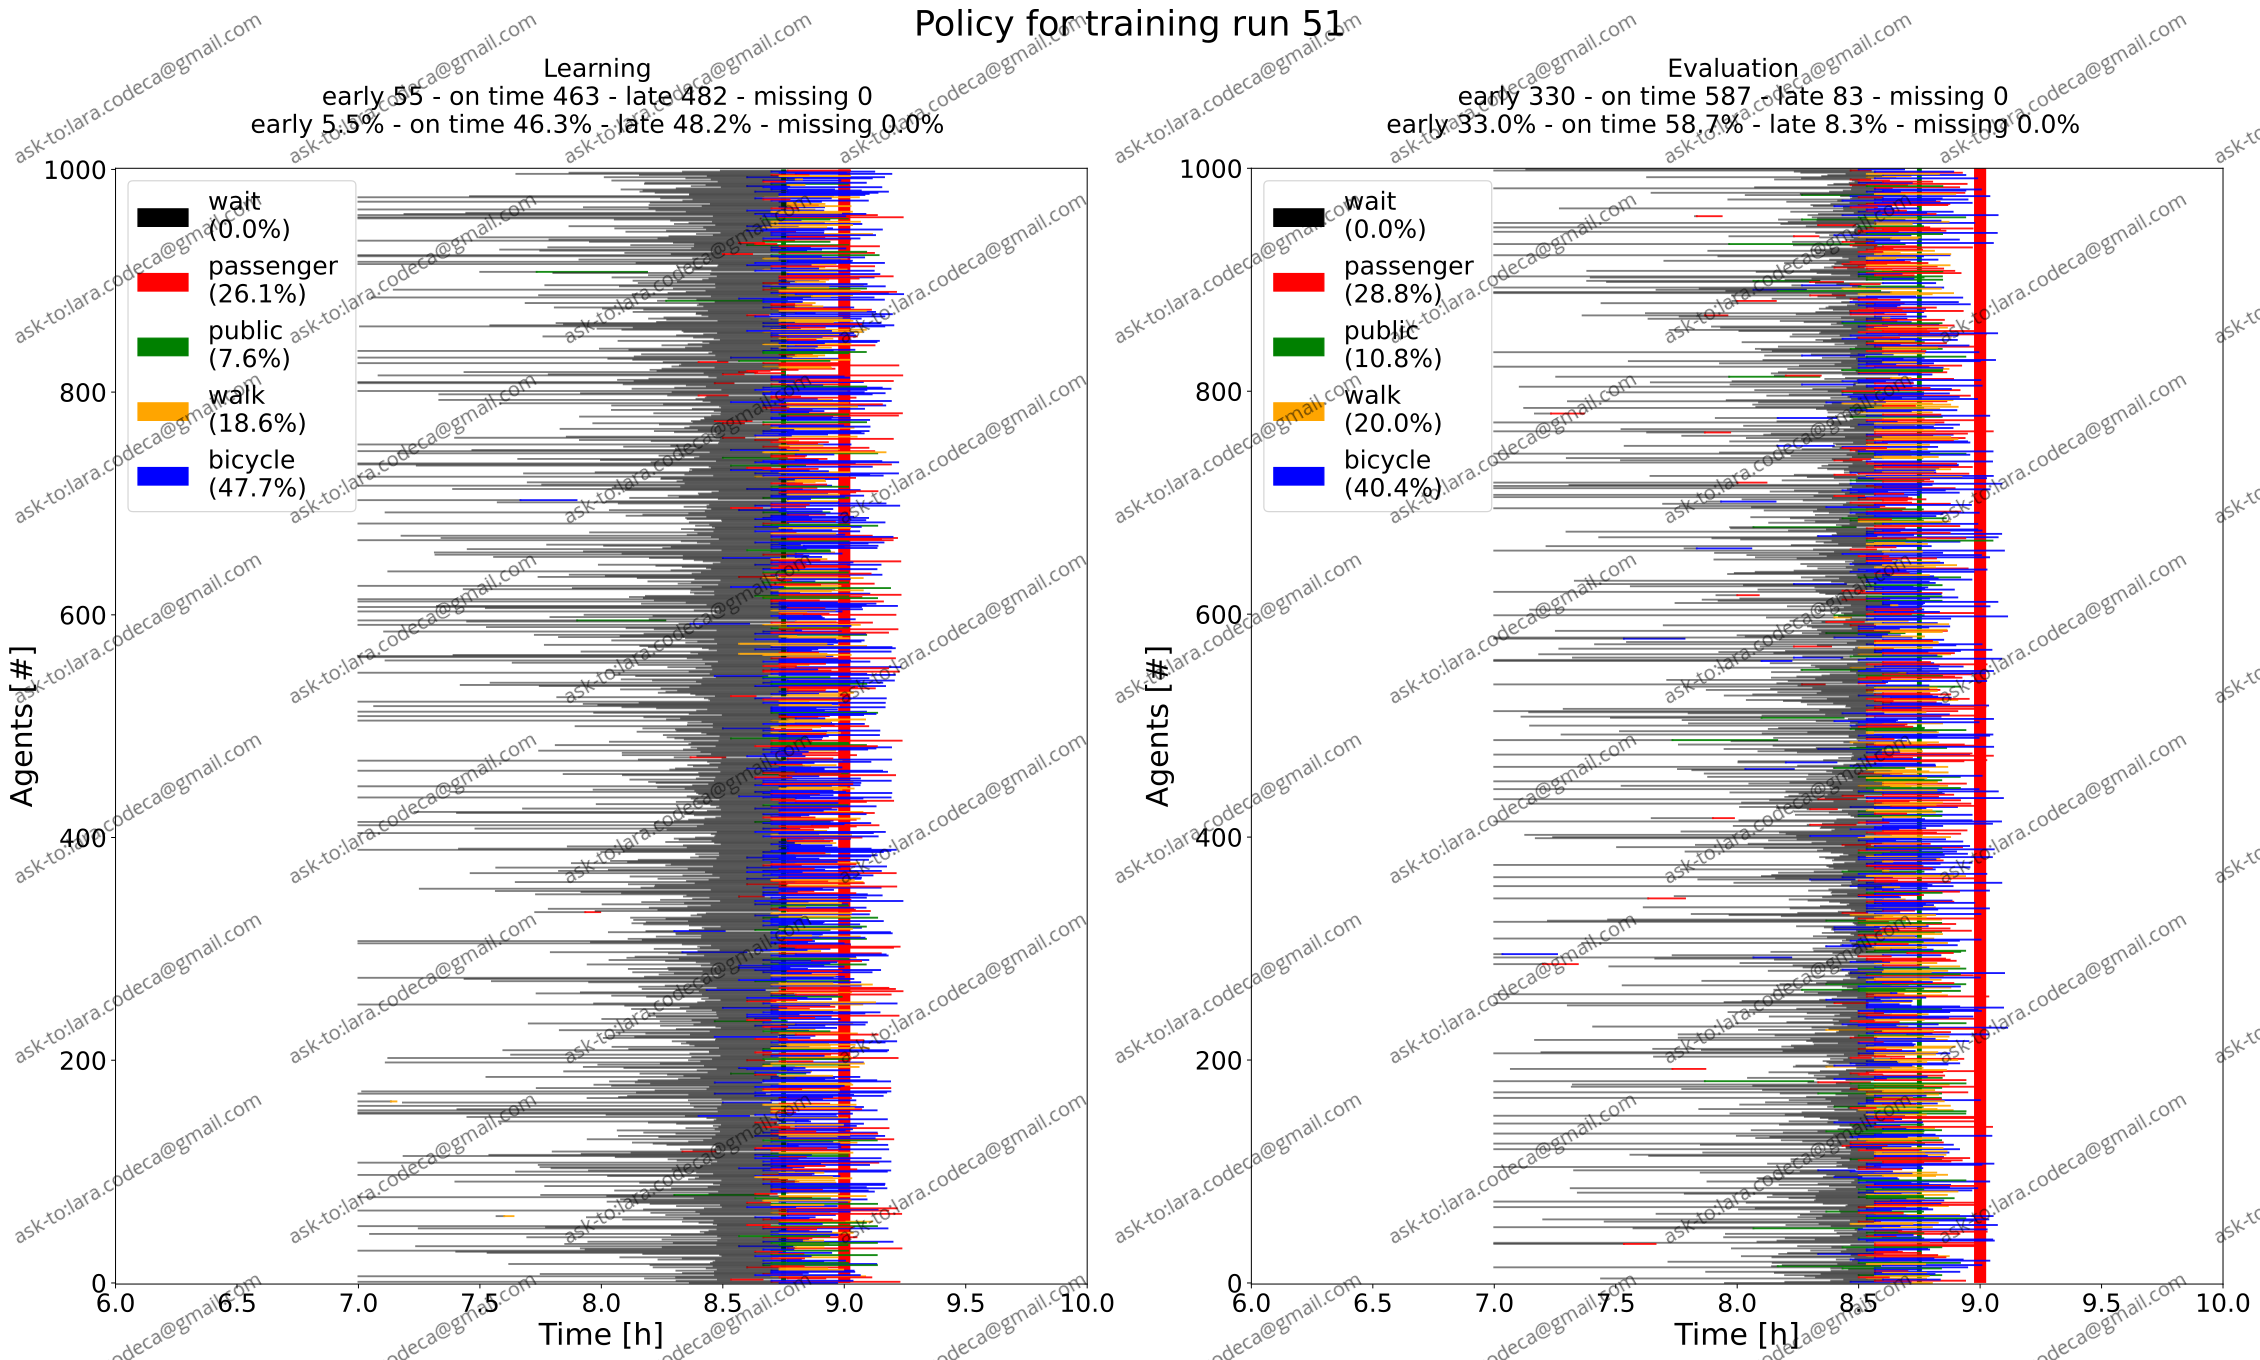 Policy for training run 51
Learning
early 55 - on time 463 - late 482 - missing 0
early 5.5% - on time 46.3% - late 48.2% - missing 0.0%
Agents [#]
1000
800
600
400
200
0
wait
(0.0%)
passenger
(26.1%)
public
(7.6%)
walk
(18.6%)
bicycle
(47.7%)
6.0 6.5 7.0 7.5 8.0 8.5 9.0 9.5 10.0
Time [h]
Evaluation
early 330 - on time 587 - late 83 - missing 0
early 33.0% - on time 58.7% - late 8.3% - missing 0.0%
Agents [#]
1000
800
600
400
200
0
wait
(0.0%)
passenger
(28.8%)
public
(10.8%)
walk
(20.0%)
bicycle
(40.4%)
6.0 6.5 7.0 7.5 8.0 8.5 9.0 9.5 10.0
Time [h]
ask-to:lara.codeca@gmail.com